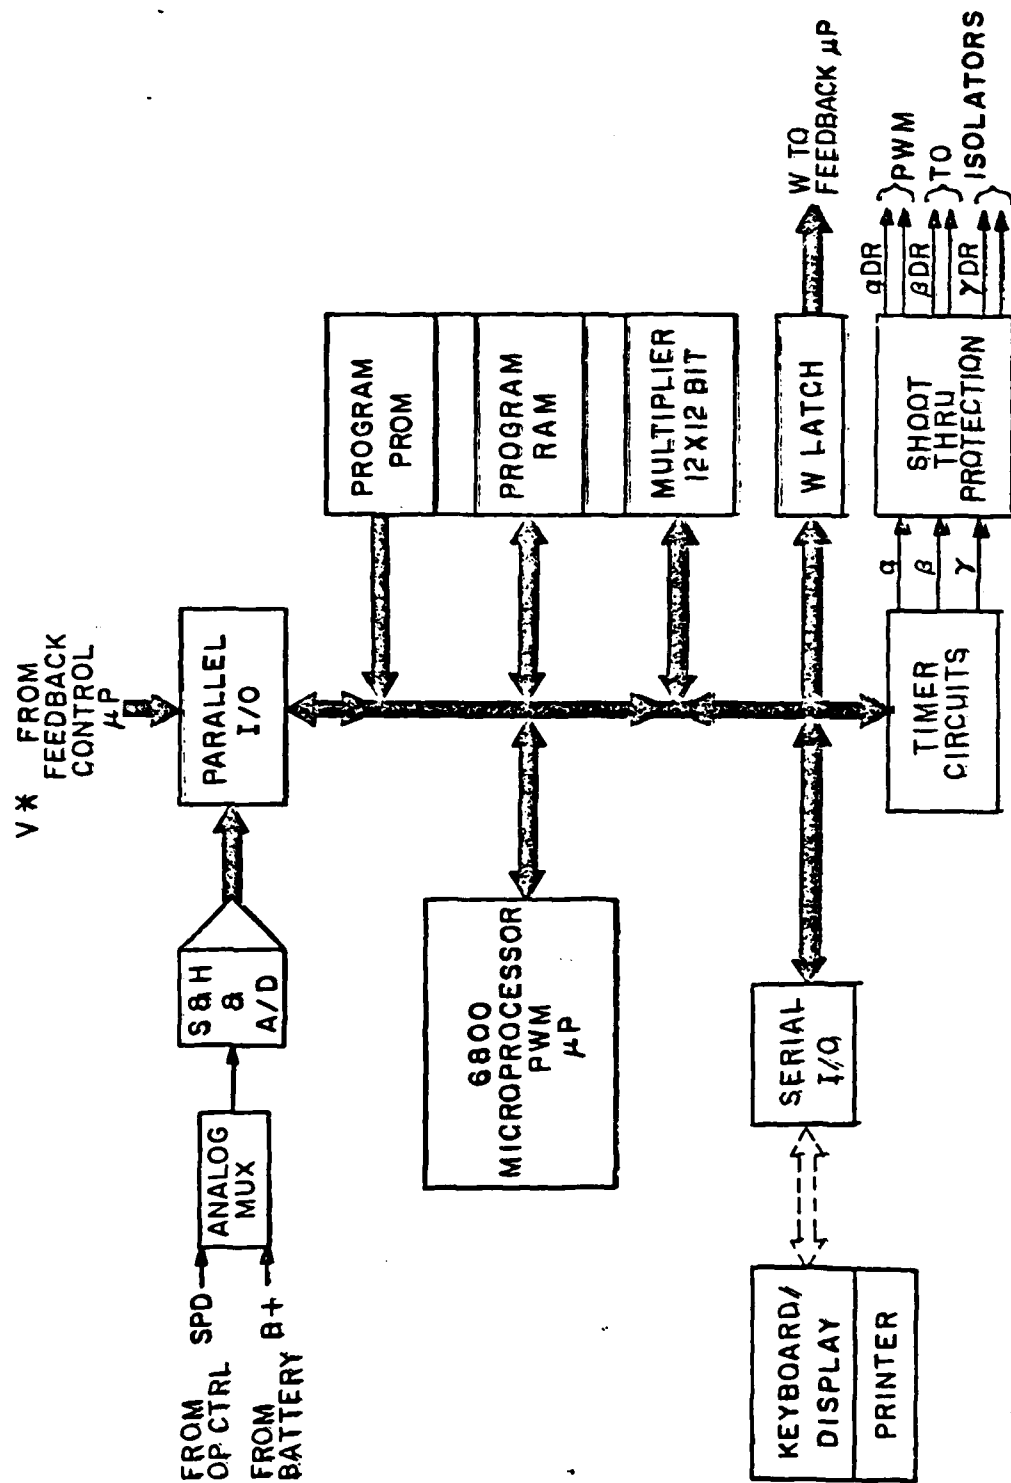 V* FROM
FEEDBACK
CONTROL
μP
FROM
OP CTRL SPD
FROM
BATTERY B+
ANALOG
MUX
S&H
&
A/D
PARALLEL
I/O
6800
MICROPROCESSOR
PWM
μP
PROGRAM
PROM
PROGRAM
RAM
MULTIPLIER
12X12 BIT
KEYBOARD/
DISPLAY
PRINTER
SERIAL
I/O
W LATCH
W TO
FEEDBACK μP
TIMER
CIRCUITS
α
β
γ
SHOOT
THRU
PROTECTION
αDR
βDR
γDR
PWM
TO
ISOLATORS